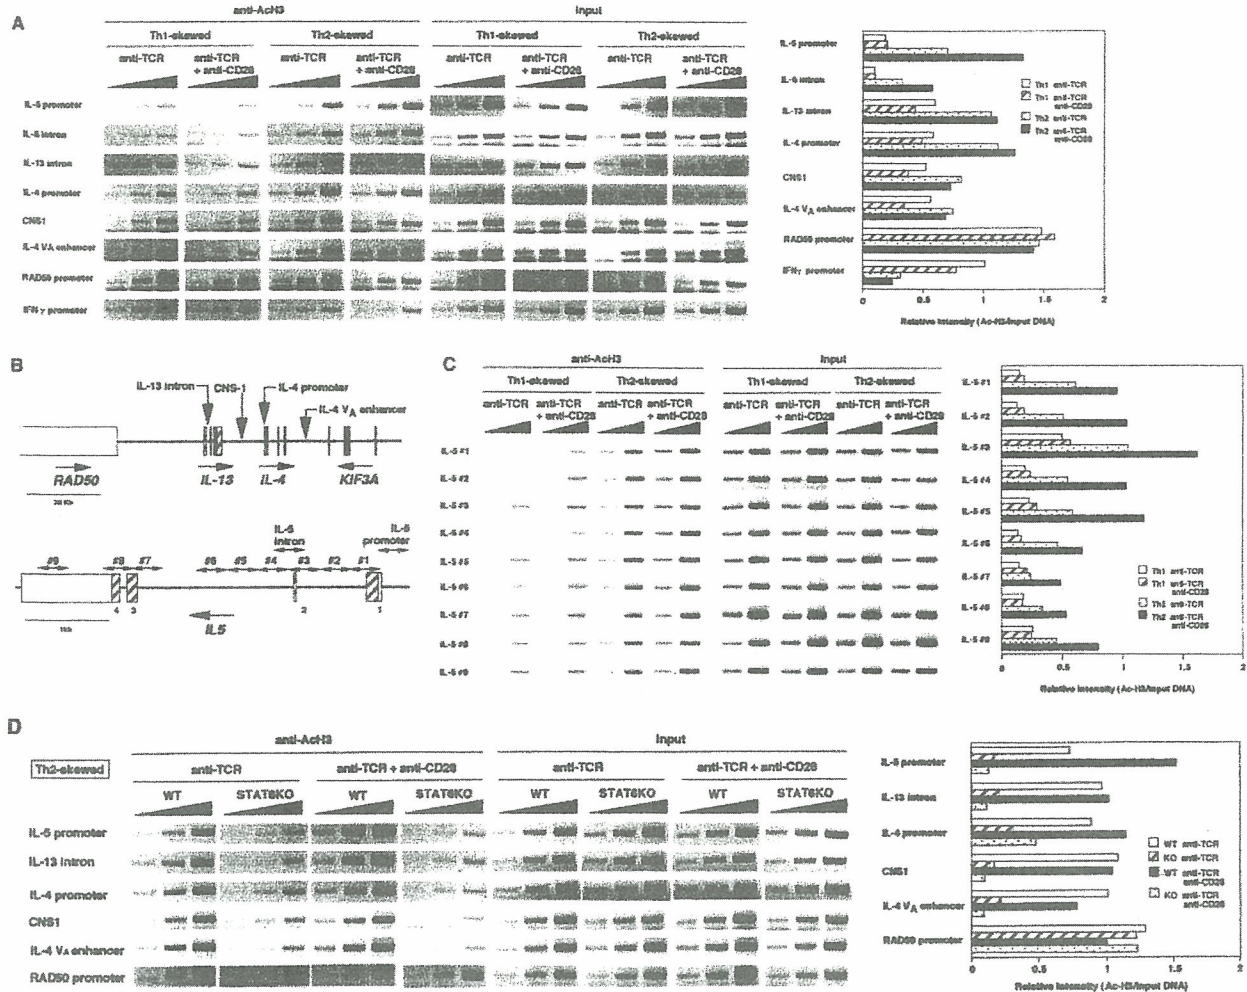 A
anti-AcH3
Input
Th1-skewed
Th2-skewed
Th1-skewed
Th2-skewed
anti-TCR
anti-TCR + anti-CD28
anti-TCR
anti-TCR + anti-CD28
anti-TCR
anti-TCR + anti-CD28
anti-TCR
anti-TCR + anti-CD28
IL-5 promoter
IL-5 intron
IL-13 intron
IL-4 promoter
CNS1
IL-4 VA enhancer
RAD50 promoter
IFNγ promoter
IL-5 promoter
IL-5 intron
IL-13 intron
IL-4 promoter
CNS1
IL-4 VA enhancer
RAD50 promoter
IFNγ promoter
Th1 anti-TCR
Th1 anti-TCR anti-CD28
Th2 anti-TCR
Th2 anti-TCR anti-CD28
0 0.5 1 1.5 2
Relative Intensity (Ac-H3/Input DNA)
B
IL-13 intron
CNS-1
IL-4 promoter
IL-4 VA enhancer
RAD50
IL-13
IL-4
KIF3A
IL-5 intron
IL-5 promoter
#9 #8 #7 #6 #5 #4 #3 #2 #1
4 3 2 1
IL5
C
anti-AcH3
Input
Th1-skewed
Th2-skewed
Th1-skewed
Th2-skewed
anti-TCR
anti-TCR + anti-CD28
anti-TCR
anti-TCR + anti-CD28
anti-TCR
anti-TCR + anti-CD28
anti-TCR
anti-TCR + anti-CD28
IL-5 #1
IL-5 #2
IL-5 #3
IL-5 #4
IL-5 #5
IL-5 #6
IL-5 #7
IL-5 #8
IL-5 #9
IL-5 #1
IL-5 #2
IL-5 #3
IL-5 #4
IL-5 #5
IL-5 #6
IL-5 #7
IL-5 #8
IL-5 #9
Th1 anti-TCR
Th1 anti-TCR anti-CD28
Th2 anti-TCR
Th2 anti-TCR anti-CD28
0 0.5 1 1.5 2
Relative Intensity (Ac-H3/Input DNA)
D
anti-AcH3
Input
Th2-skewed
anti-TCR
anti-TCR + anti-CD28
anti-TCR
anti-TCR + anti-CD28
WT STAT6KO WT STAT6KO WT STAT6KO WT STAT6KO
IL-5 promoter
IL-13 intron
IL-4 promoter
CNS1
IL-4 VA enhancer
RAD50 promoter
IL-5 promoter
IL-13 intron
IL-4 promoter
CNS1
IL-4 VA enhancer
RAD50 promoter
WT anti-TCR
KO anti-TCR
WT anti-TCR anti-CD28
KO anti-TCR anti-CD28
0 0.5 1 1.5 2
Relative Intensity (Ac-H3/Input DNA)